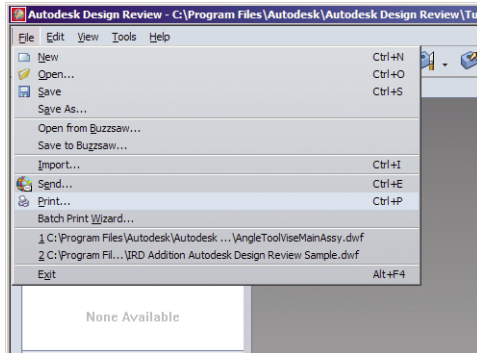 Autodesk Design Review - C:\Program Files\Autodesk\Autodesk Design Review\Tu
File Edit View Tools Help
New Ctrl+N
Open... Ctrl+O
Save Ctrl+S
Save As...
Open from Buzzsaw...
Save to Buzzsaw...
Import... Ctrl+I
Send... Ctrl+E
Print... Ctrl+P
Batch Print Wizard...
1 C:\Program Files\Autodesk\Autodesk ...\AngleToolViseMainAssy.dwf
2 C:\Program Fil...\IRD Addition Autodesk Design Review Sample.dwf
Exit Alt+F4
None Available